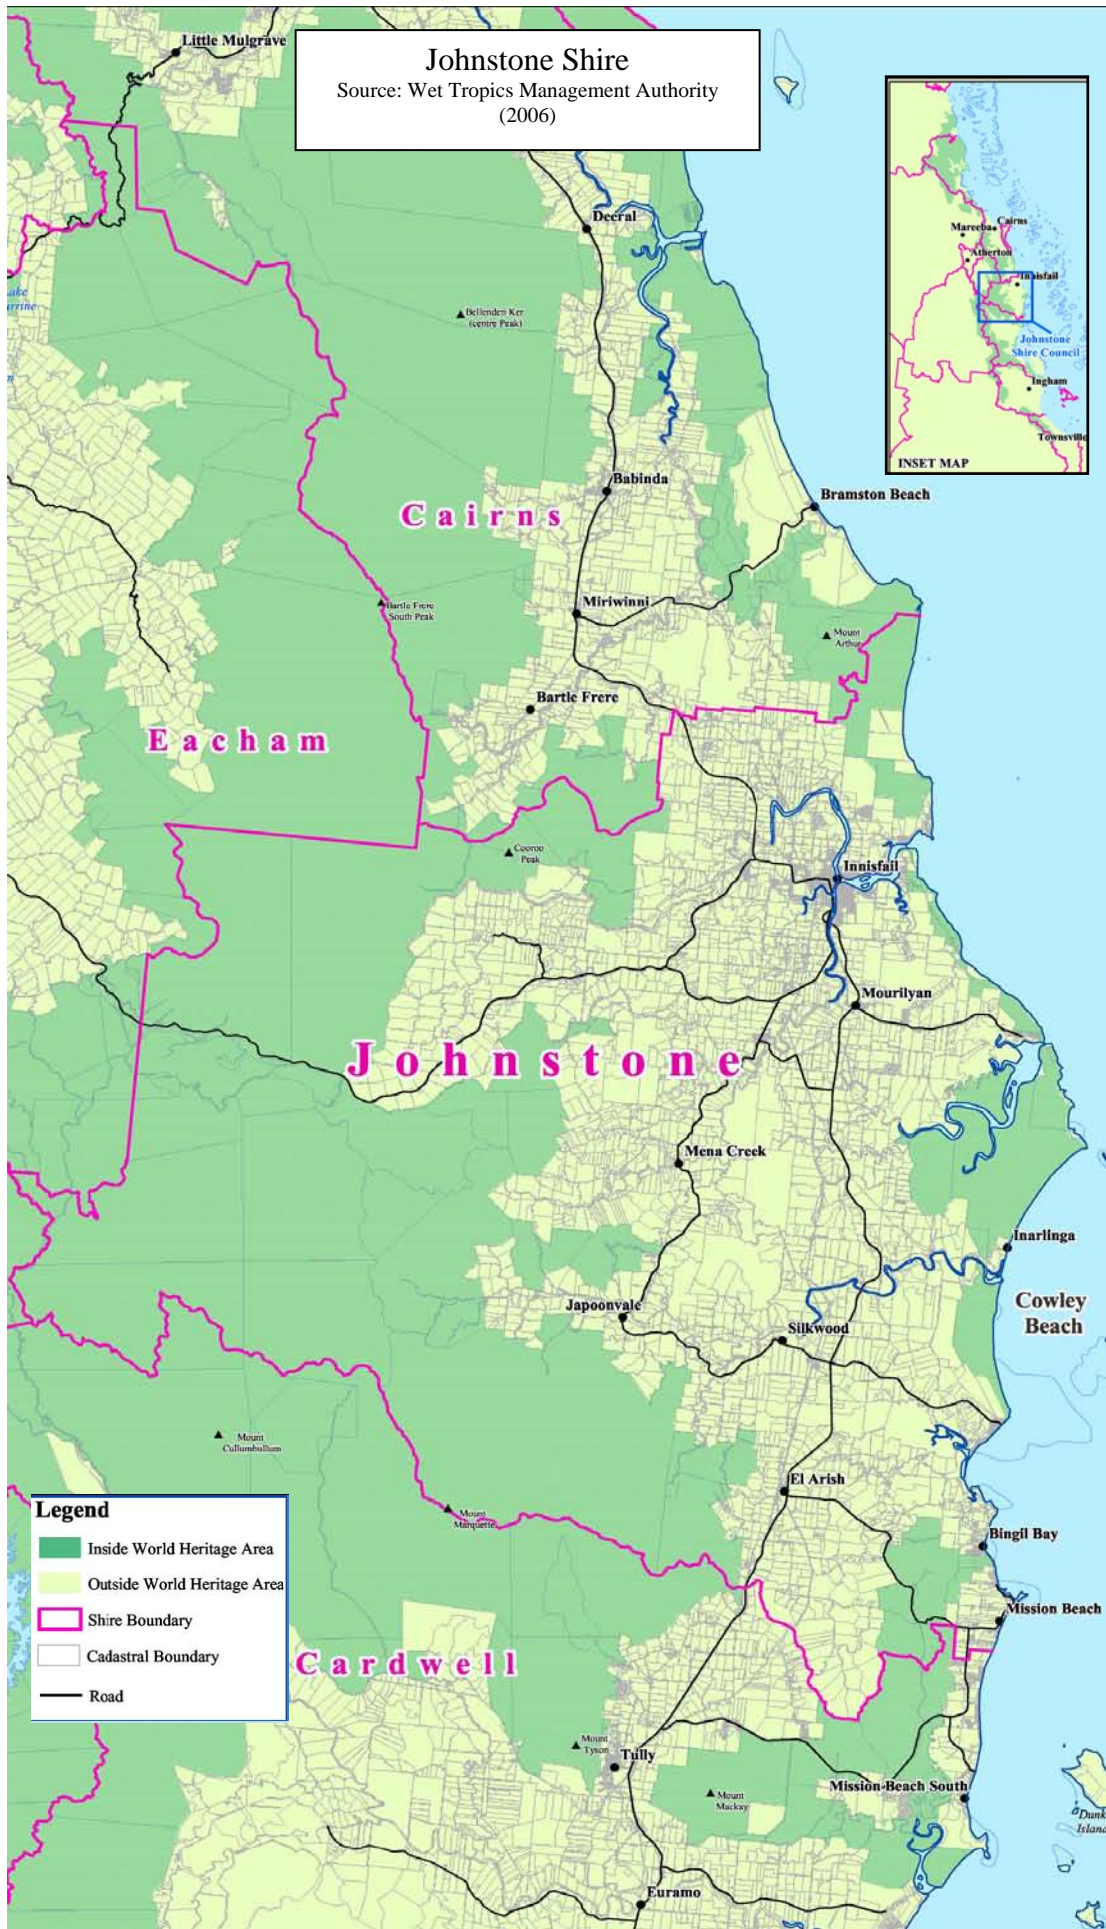 Little Mulgrave
Johnstone Shire
Source: Wet Tropics Management Authority
(2006)
Deeral
Mareeba
Cairns
Atherton
Innisfail
Johnstone
Shire Council
Ingham
Townsville
INSET MAP
Bellenden Ker
(centre Peak)
Babinda
Bramston Beach
Cairns
Bartle Frere
South Peak
Miriwinni
Mount
Arthur
Bartle Frere
Eacham
Cooroo
Peak
Innisfail
Mourilyan
Johnstone
Mena Creek
Inarlinga
Japoonvale
Cowley
Beach
Silkwood
Mount
Cullumbullum
El Arish
Mount
Marquette
Bingil Bay
Mission Beach
Legend
Inside World Heritage Area
Outside World Heritage Area
Shire Boundary
Cadastral Boundary
Road
Cardwell
Mount
Tyson
Tully
Mount
Mackay
Mission Beach South
Dunk
Island
Euramo